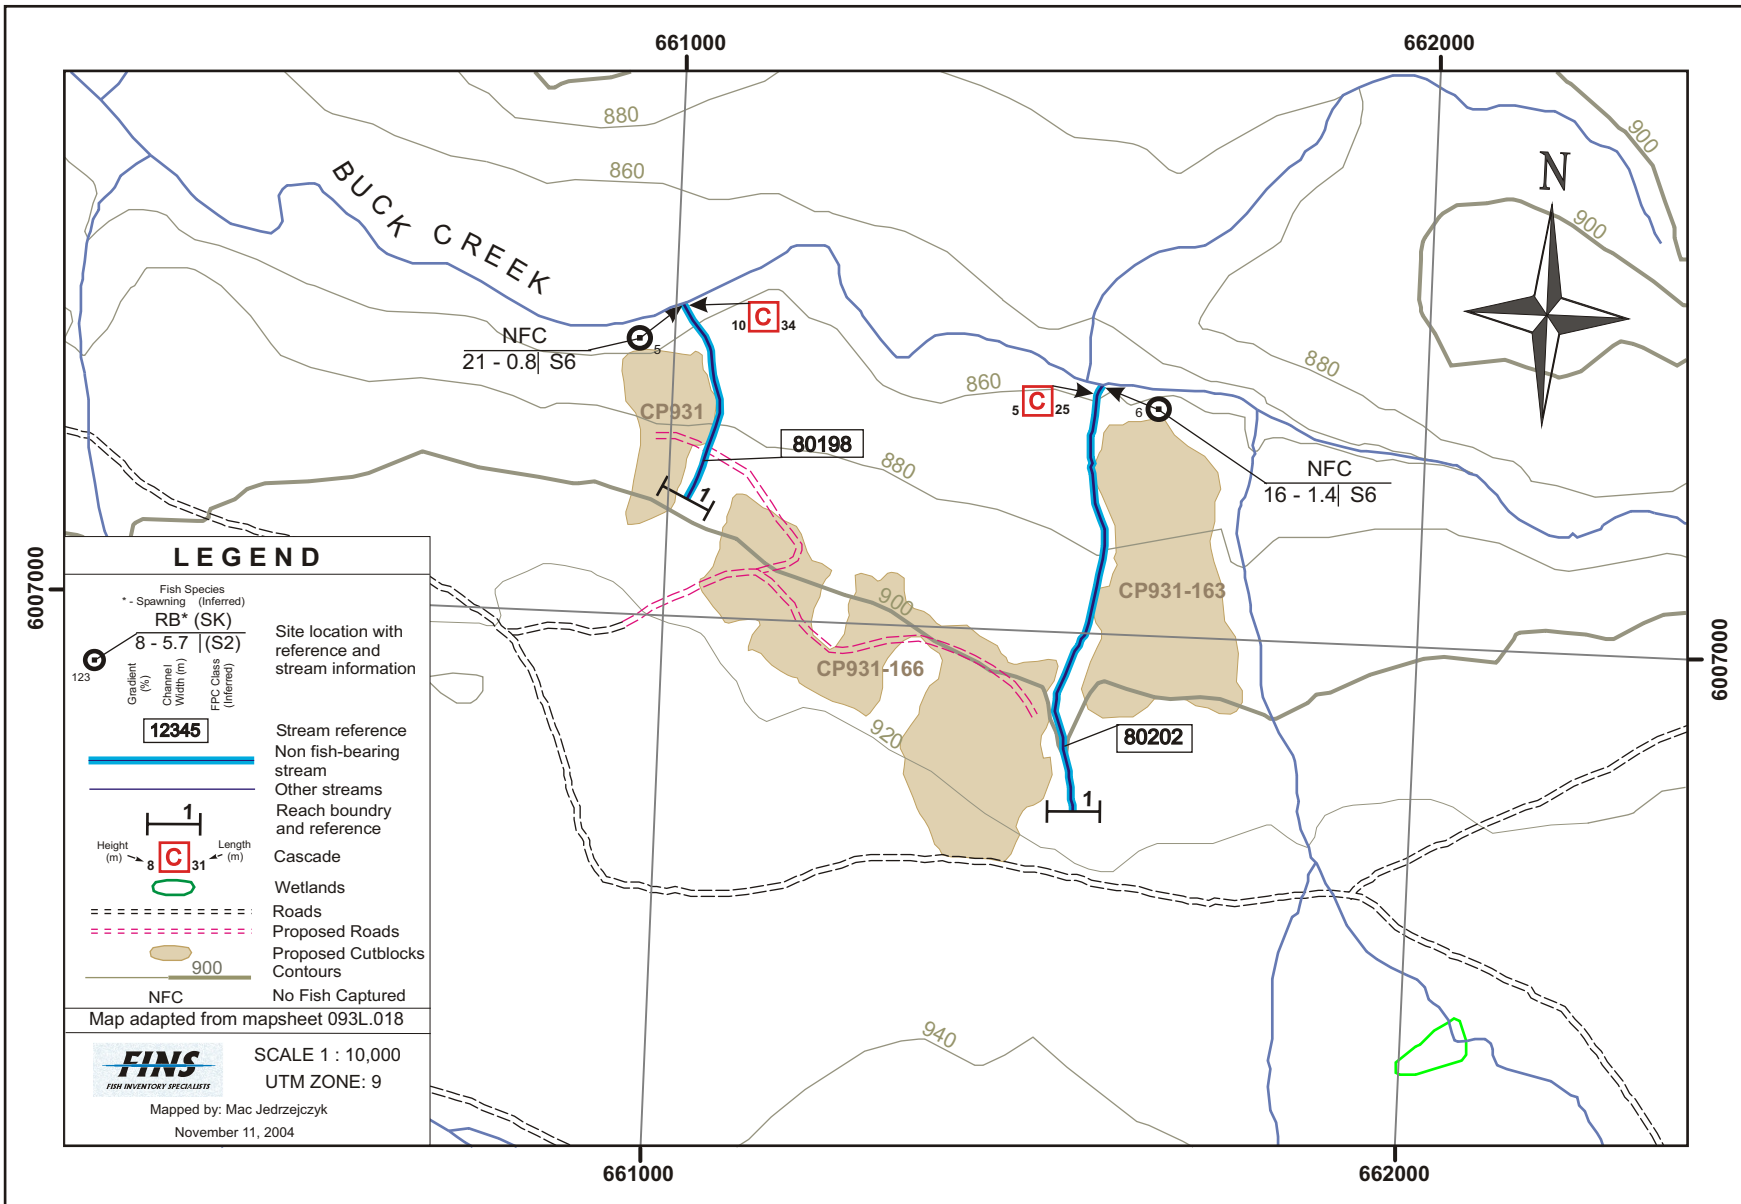 661000
662000
880
860
900
900
N
BUCK CREEK
NFC
21 - 0.8 S6
5
10 C 34
CP931
80198
1
880
860
5 C 25
6
880
NFC
16 - 1.4 S6
CP931-163
900
CP931-166
920
80202
1
940
6007000
6007000
LEGEND
Fish Species
* - Spawning (Inferred)
RB* (SK)
8 - 5.7 (S2)
123
Gradient (%)
Channel Width (m)
FPC Class (Inferred)
Site location with
reference and
stream information
12345 Stream reference
Non fish-bearing
stream
Other streams
1 Reach boundry
and reference
Height (m) 8 C 31 Length (m) Cascade
Wetlands
Roads
Proposed Roads
Proposed Cutblocks
900 Contours
NFC No Fish Captured
Map adapted from mapsheet 093L.018
FINS
FISH INVENTORY SPECIALISTS
SCALE 1 : 10,000
UTM ZONE: 9
Mapped by: Mac Jedrzejczyk
November 11, 2004
661000
662000